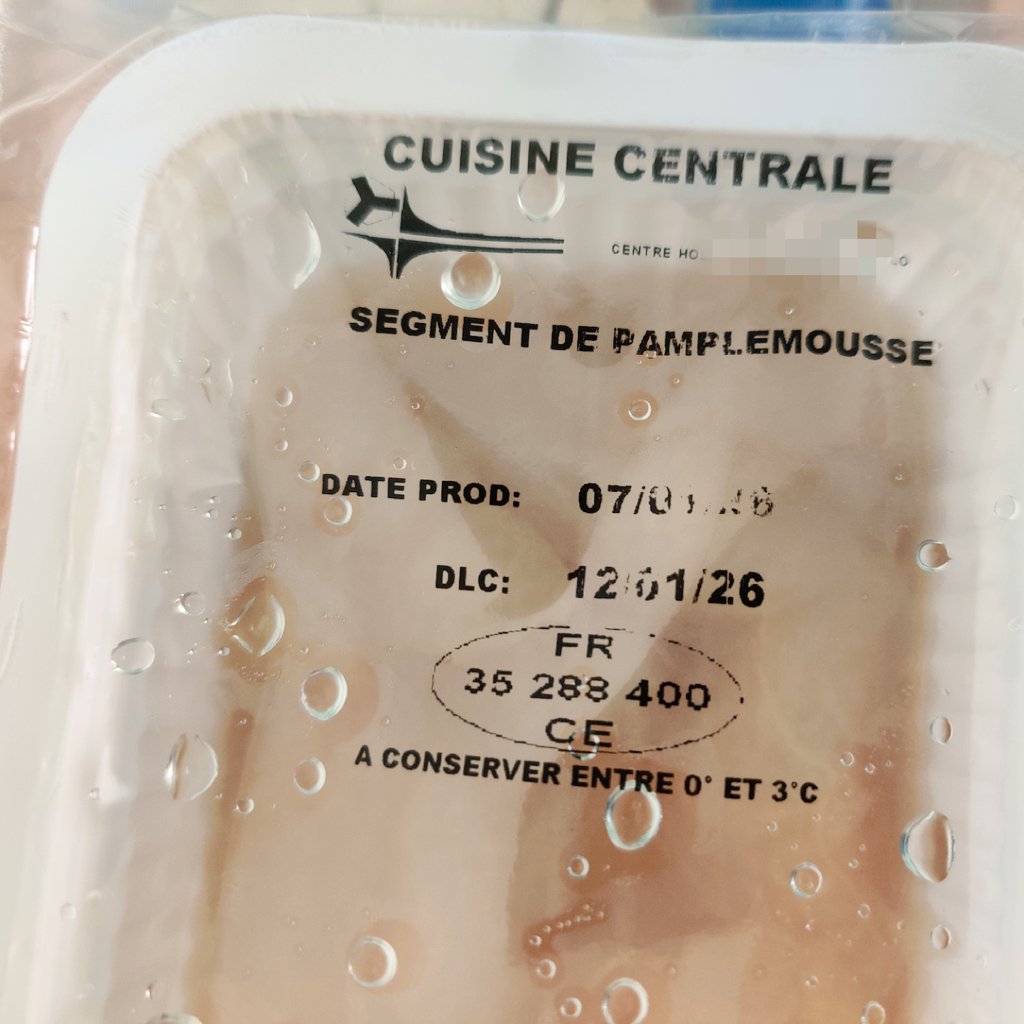 CUISINE CENTRALE
CENTRE
SEGMENT DE PAMPLEMOUSSE
DATE PROD:
DLC: 12/01/26
FR
35 288 400
CE
A CONSERVER ENTRE 0° ET 3°C